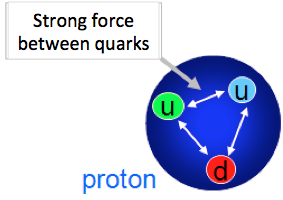 Strong force
between quarks
u
u
d
proton